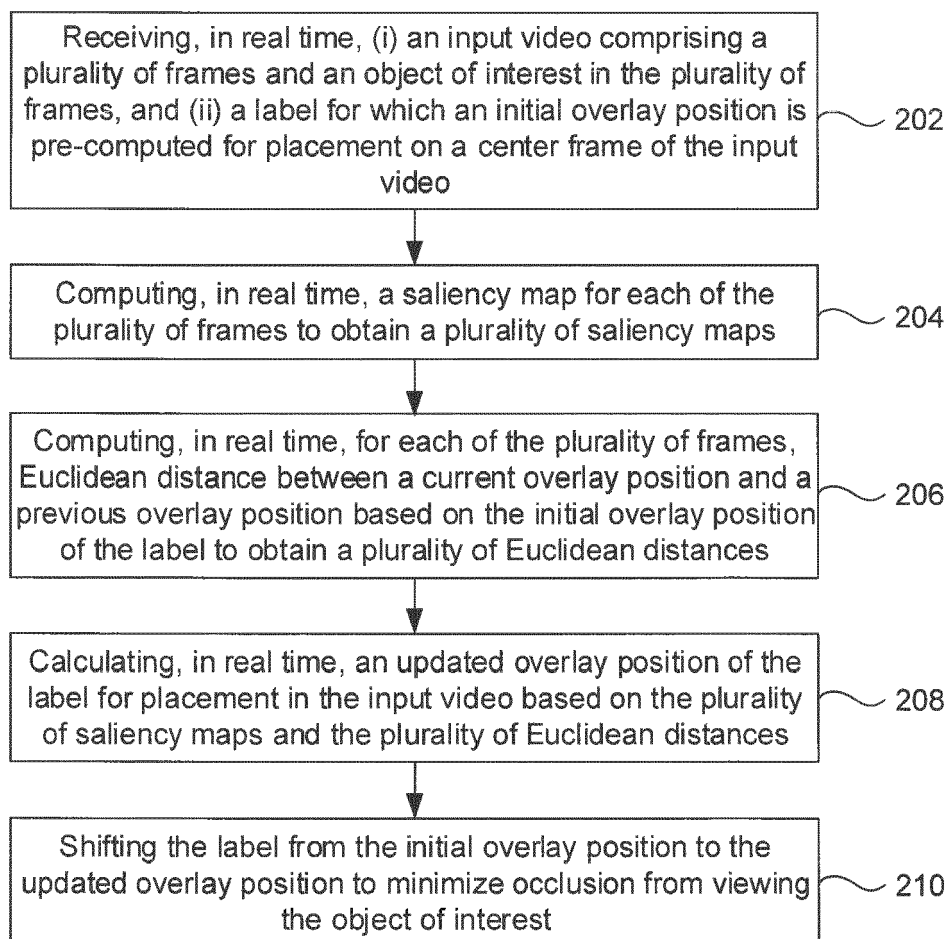 Receiving, in real time, (i) an input video comprising a
plurality of frames and an object of interest in the plurality of
frames, and (ii) a label for which an initial overlay position is
pre-computed for placement on a center frame of the input
video
202
Computing, in real time, a saliency map for each of the
plurality of frames to obtain a plurality of saliency maps
204
Computing, in real time, for each of the plurality of frames,
Euclidean distance between a current overlay position and a
previous overlay position based on the initial overlay position
of the label to obtain a plurality of Euclidean distances
206
Calculating, in real time, an updated overlay position of the
label for placement in the input video based on the plurality
of saliency maps and the plurality of Euclidean distances
208
Shifting the label from the initial overlay position to the
updated overlay position to minimize occlusion from viewing
the object of interest
210